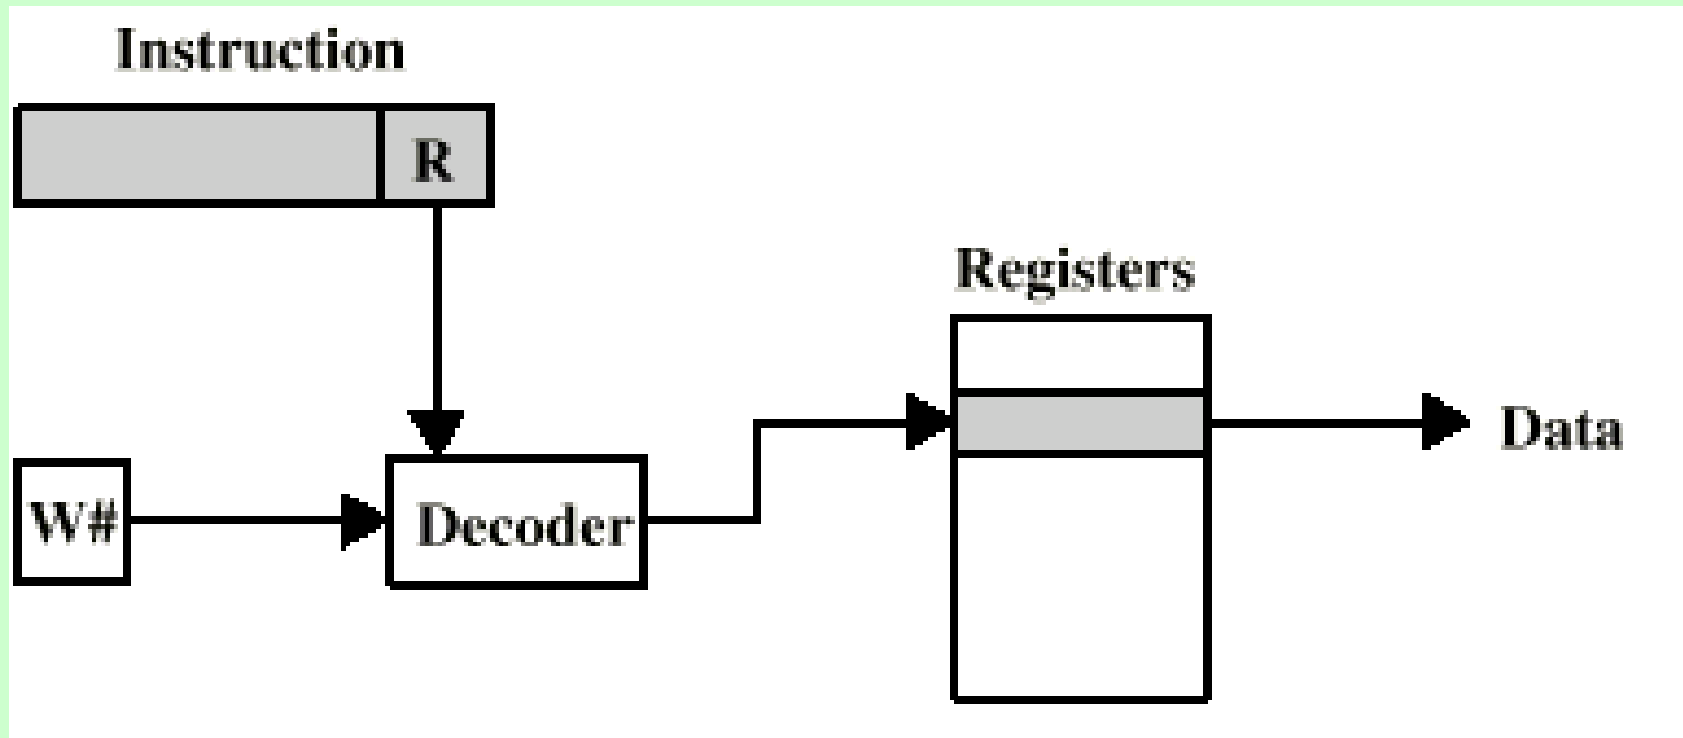 Instruction
R
Registers
Data
W#
Decoder